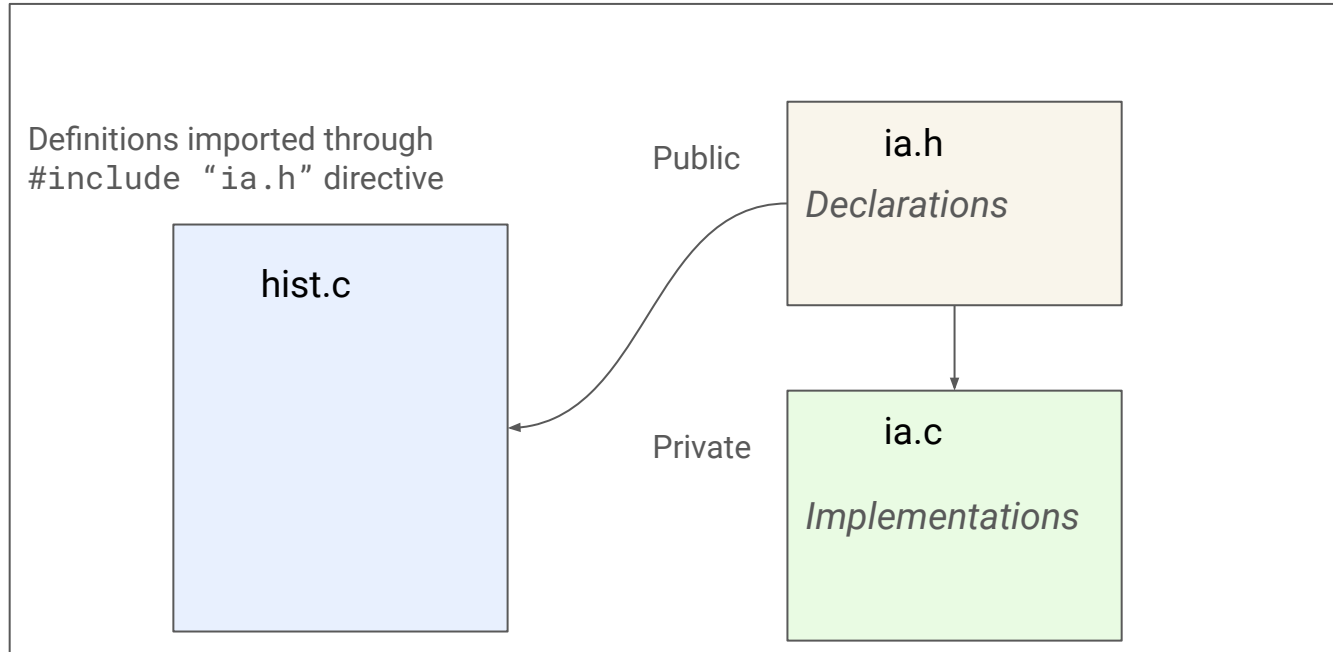 Definitions imported through
#include “ia.h” directive
hist.c
Public
ia.h
Declarations
Private
ia.c
Implementations